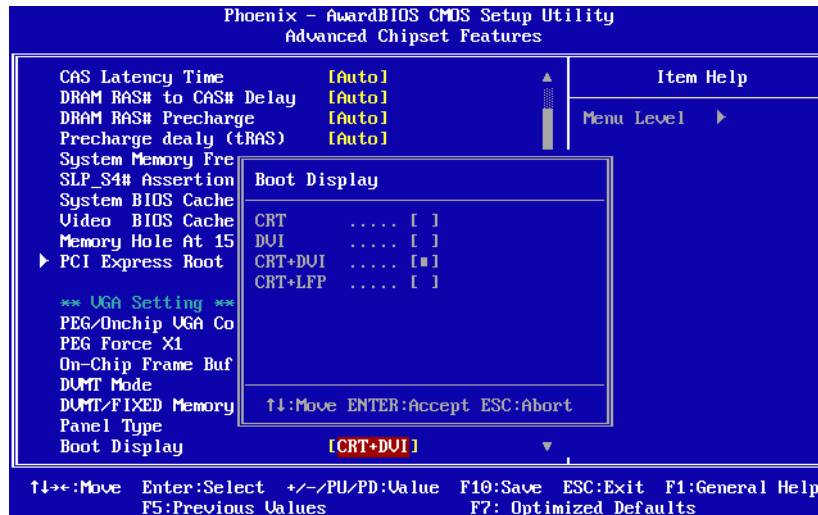 Phoenix - AwardBIOS CMOS Setup Utility
Advanced Chipset Features
CAS Latency Time [Auto]
DRAM RAS# to CAS# Delay [Auto]
DRAM RAS# Precharge [Auto]
Precharge dealy (tRAS) [Auto]
System Memory Fre
SLP_S4# Assertion
System BIOS Cache
Video BIOS Cache
Memory Hole At 15
PCI Express Root
** VGA Setting **
PEG/Onchip VGA Co
PEG Force X1
On-Chip Frame Buf
DVMT Mode
DVMT/FIXED Memory
Panel Type
Boot Display [CRT+DVI]
Boot Display
CRT ..... [ ]
DVI ..... [ ]
CRT+DVI ..... [■]
CRT+LFP ..... [ ]
↑↓:Move ENTER:Accept ESC:Abort
Item Help
Menu Level ▶
↑↓→←:Move Enter:Select +/-/PU/PD:Value F10:Save ESC:Exit F1:General Help
F5:Previous Values F7: Optimized Defaults